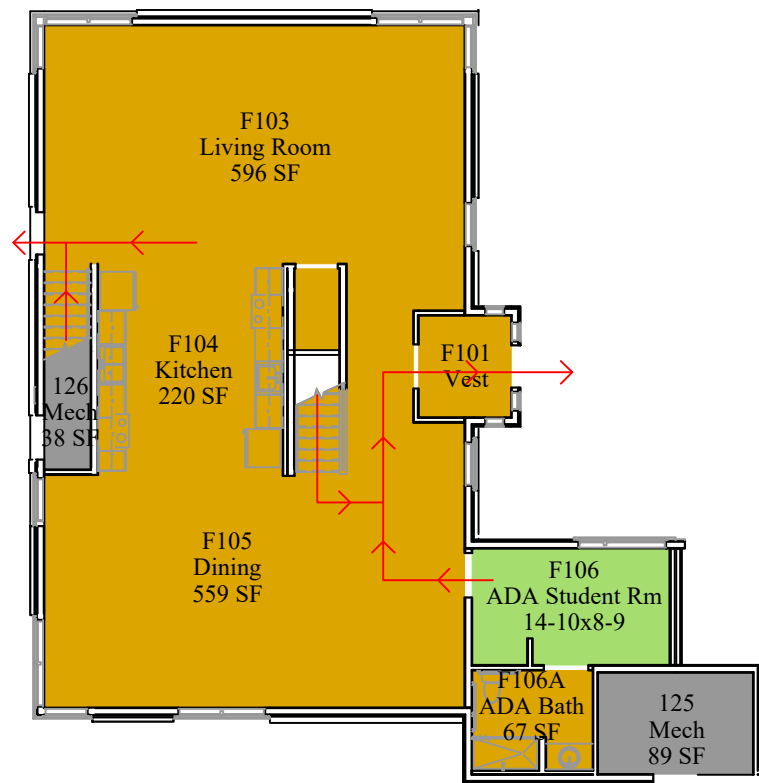 F103
Living Room
596 SF
F104
Kitchen
220 SF
F101
Vest
126
Mech
38 SF
F105
Dining
559 SF
F106
ADA Student Rm
14-10x8-9
F106A
ADA Bath
67 SF
125
Mech
89 SF